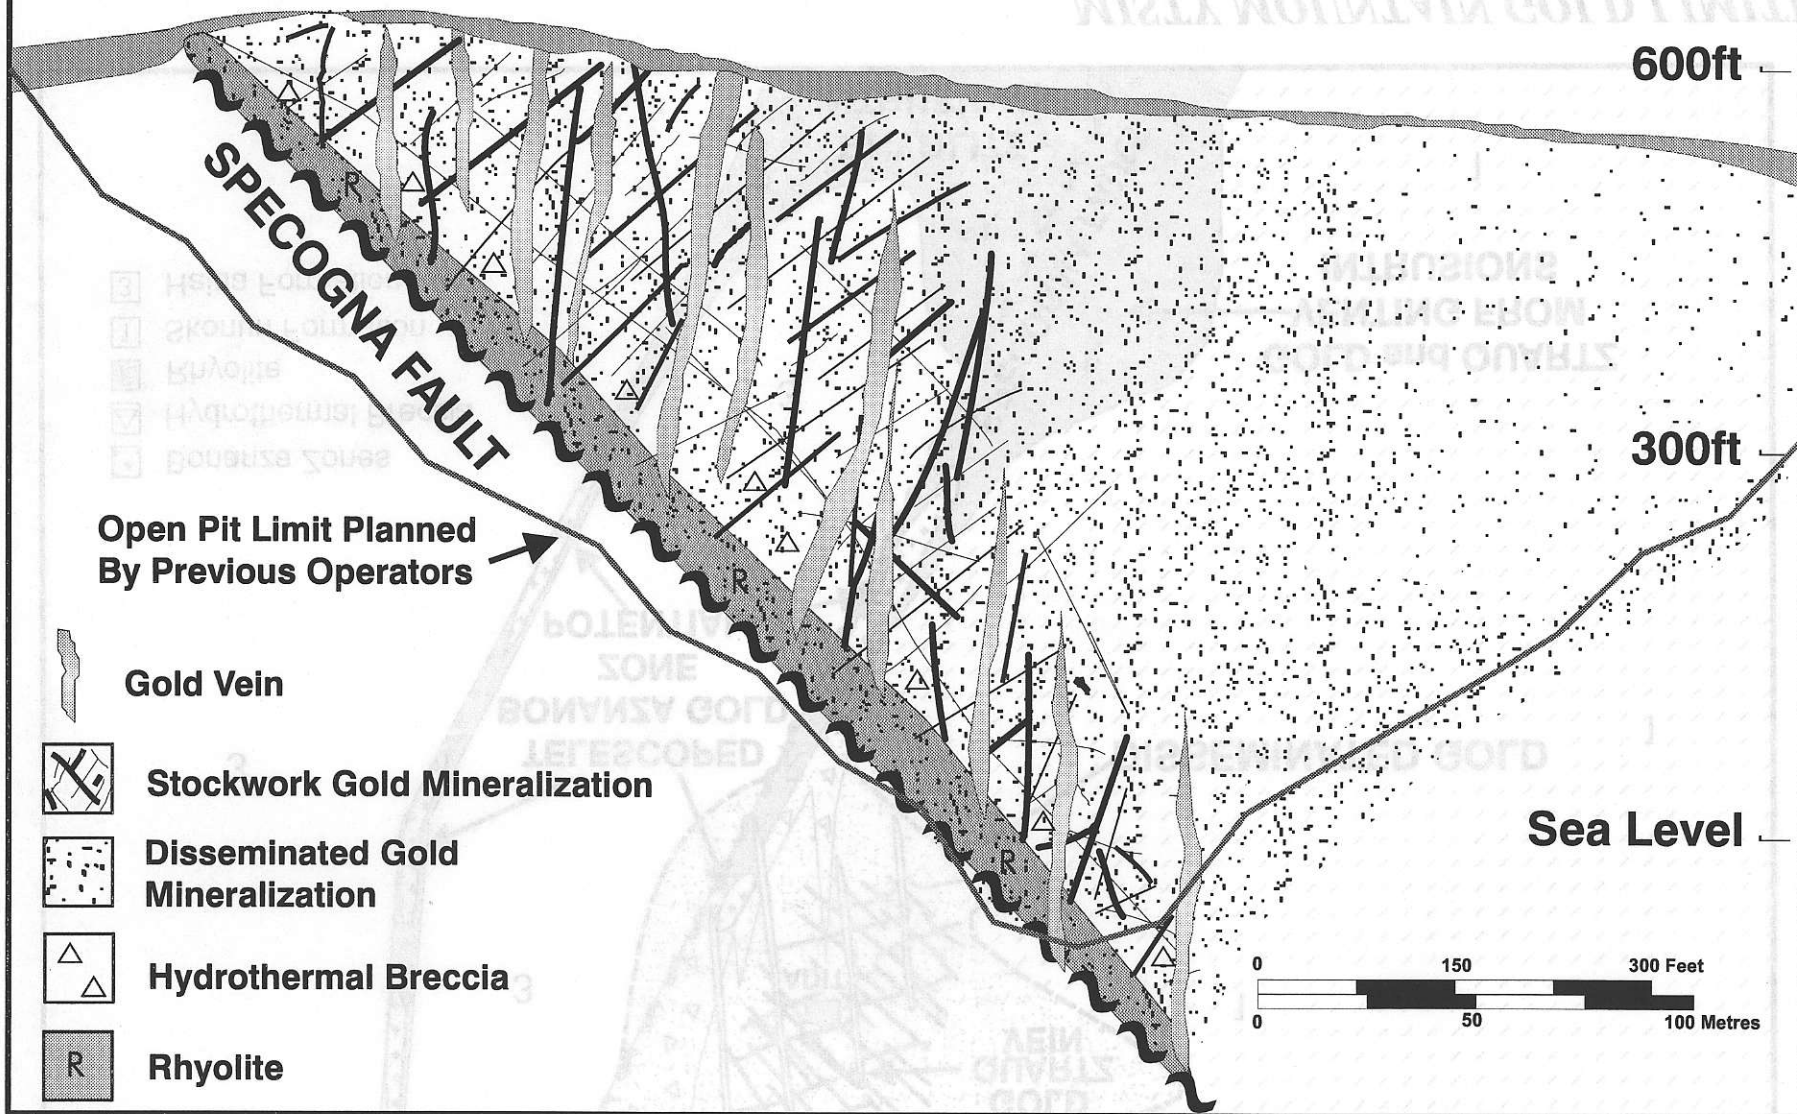 600ft
SPECOGNA FAULT
R
300ft
Open Pit Limit Planned
By Previous Operators
R
Gold Vein
Stockwork Gold Mineralization
Sea Level
Disseminated Gold
Mineralization
R
Hydrothermal Breccia
0 150 300 Feet
0 50 100 Metres
R
Rhyolite